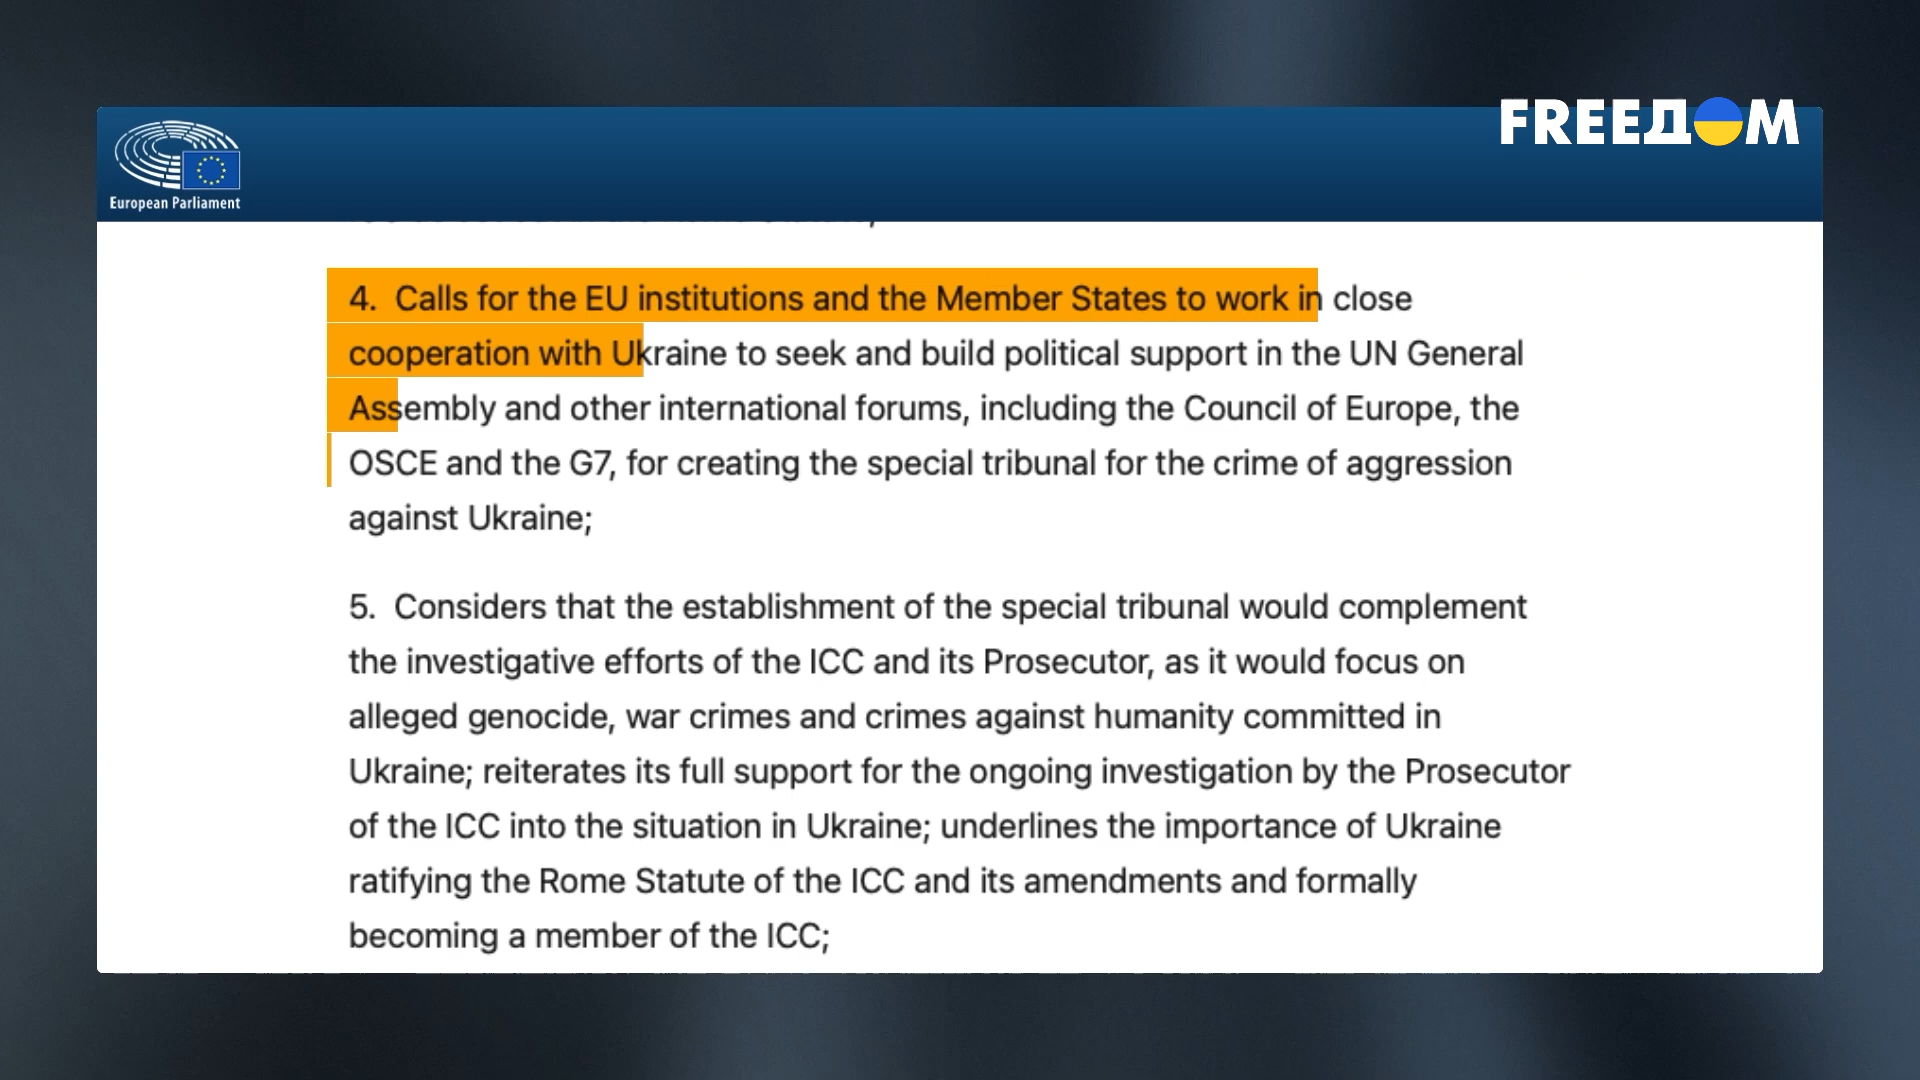 FREEДOM
European Parliament
4. Calls for the EU institutions and the Member States to work in close
cooperation with Ukraine to seek and build political support in the UN General
Assembly and other international forums, including the Council of Europe, the
OSCE and the G7, for creating the special tribunal for the crime of aggression
against Ukraine;
5. Considers that the establishment of the special tribunal would complement
the investigative efforts of the ICC and its Prosecutor, as it would focus on
alleged genocide, war crimes and crimes against humanity committed in
Ukraine; reiterates its full support for the ongoing investigation by the Prosecutor
of the ICC into the situation in Ukraine; underlines the importance of Ukraine
ratifying the Rome Statute of the ICC and its amendments and formally
becoming a member of the ICC;